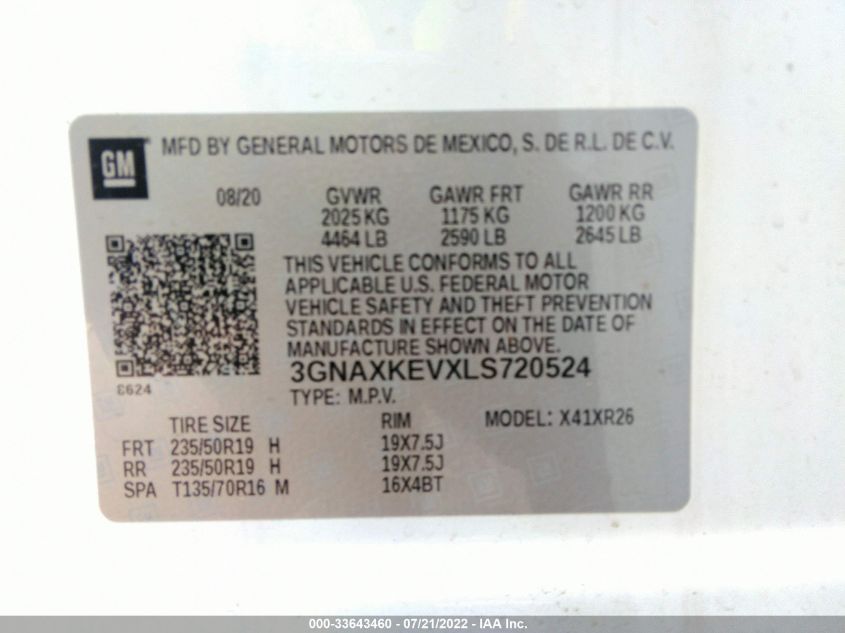 GM
MFD BY GENERAL MOTORS DE MEXICO, S. DE R.L. DE C.V.
08/20 GVWR GAWR FRT GAWR RR
2025 KG 1175 KG 1200 KG
4464 LB 2590 LB 2645 LB
THIS VEHICLE CONFORMS TO ALL
APPLICABLE U.S. FEDERAL MOTOR
VEHICLE SAFETY AND THEFT PREVENTION
STANDARDS IN EFFECT ON THE DATE OF
MANUFACTURE SHOWN ABOVE.
3GNAXKEVXLS720524
E624
TYPE: M.P.V.
TIRE SIZE RIM MODEL: X41XR26
FRT 235/50R19 H 19X7.5J
RR 235/50R19 H 19X7.5J
SPA T135/70R16 M 16X4BT
000-33643460 - 07/21/2022 - IAA Inc.